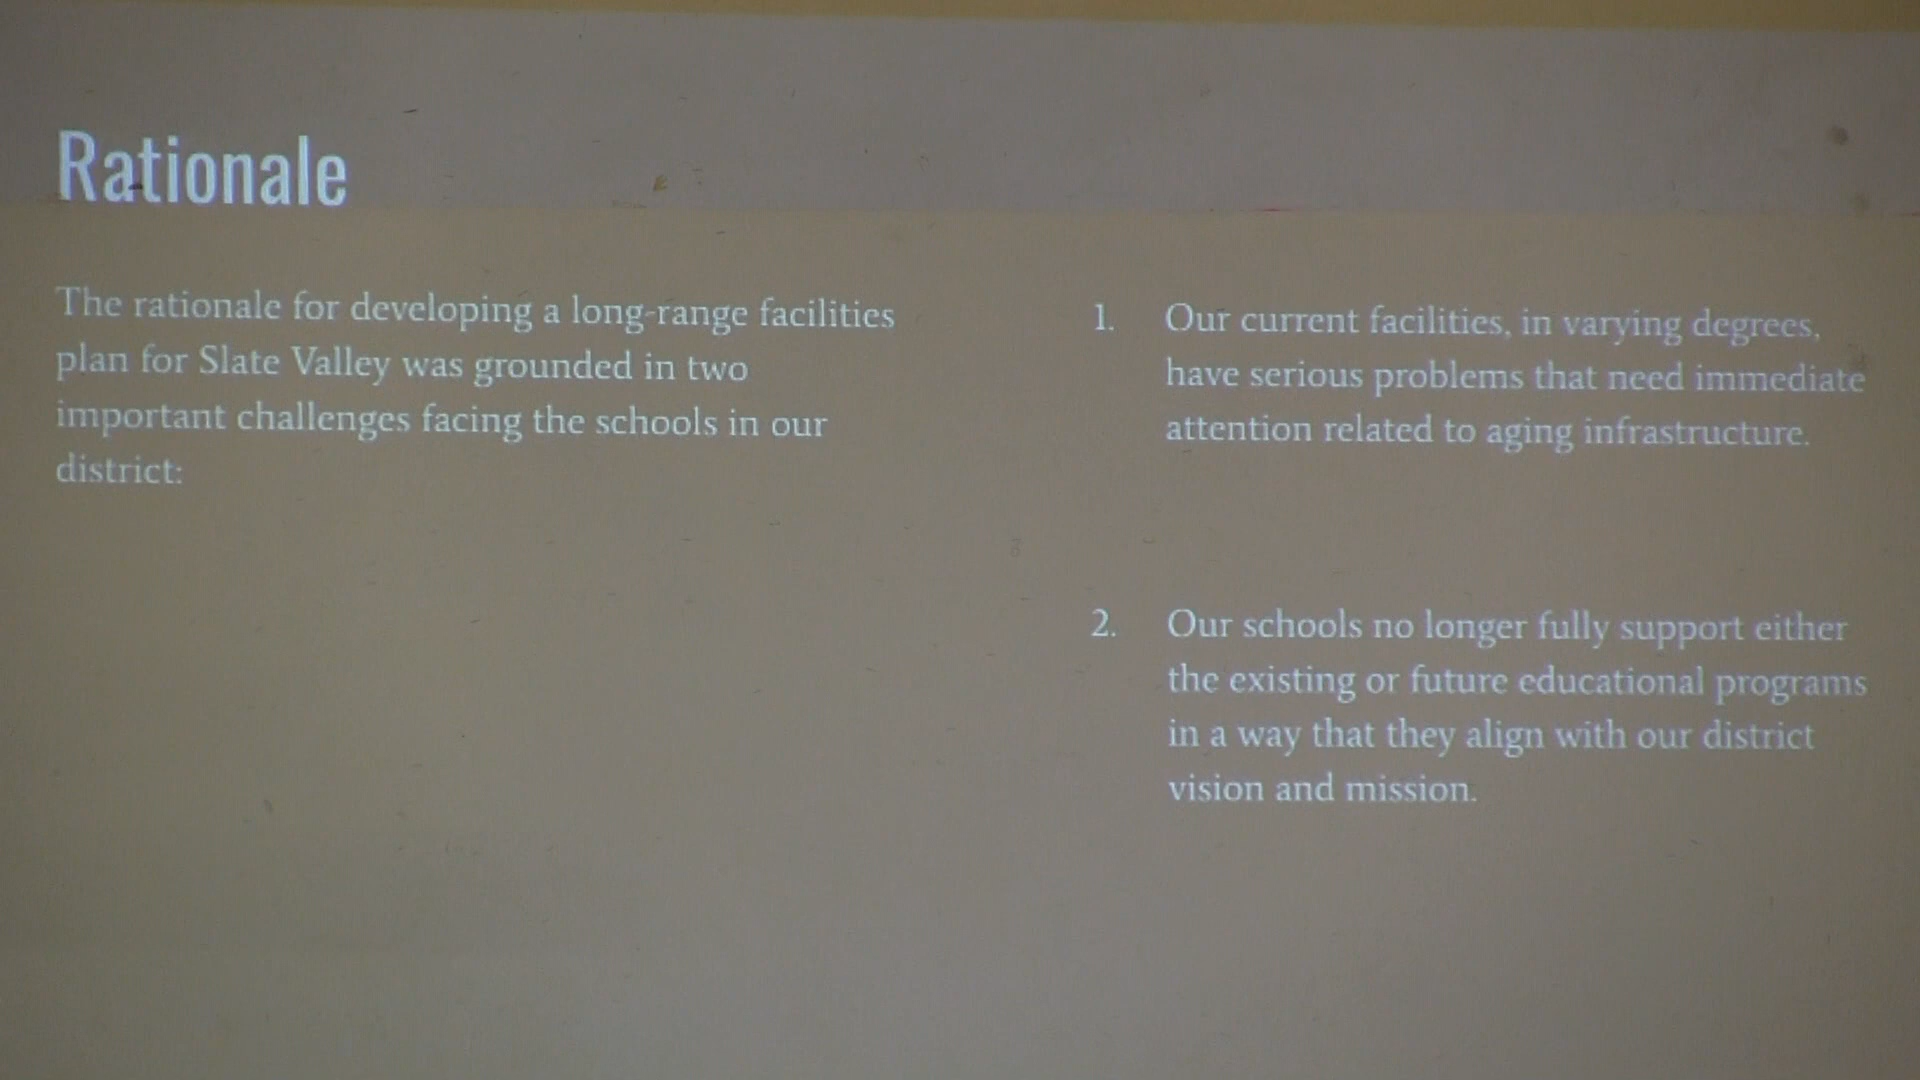 Rationale
The rationale for developing a long-range facilities
plan for Slate Valley was grounded in two
important challenges facing the schools in our
district:
1. Our current facilities, in varying degrees,
have serious problems that need immediate
attention related to aging infrastructure.
2. Our schools no longer fully support either
the existing or future educational programs
in a way that they align with our district
vision and mission.